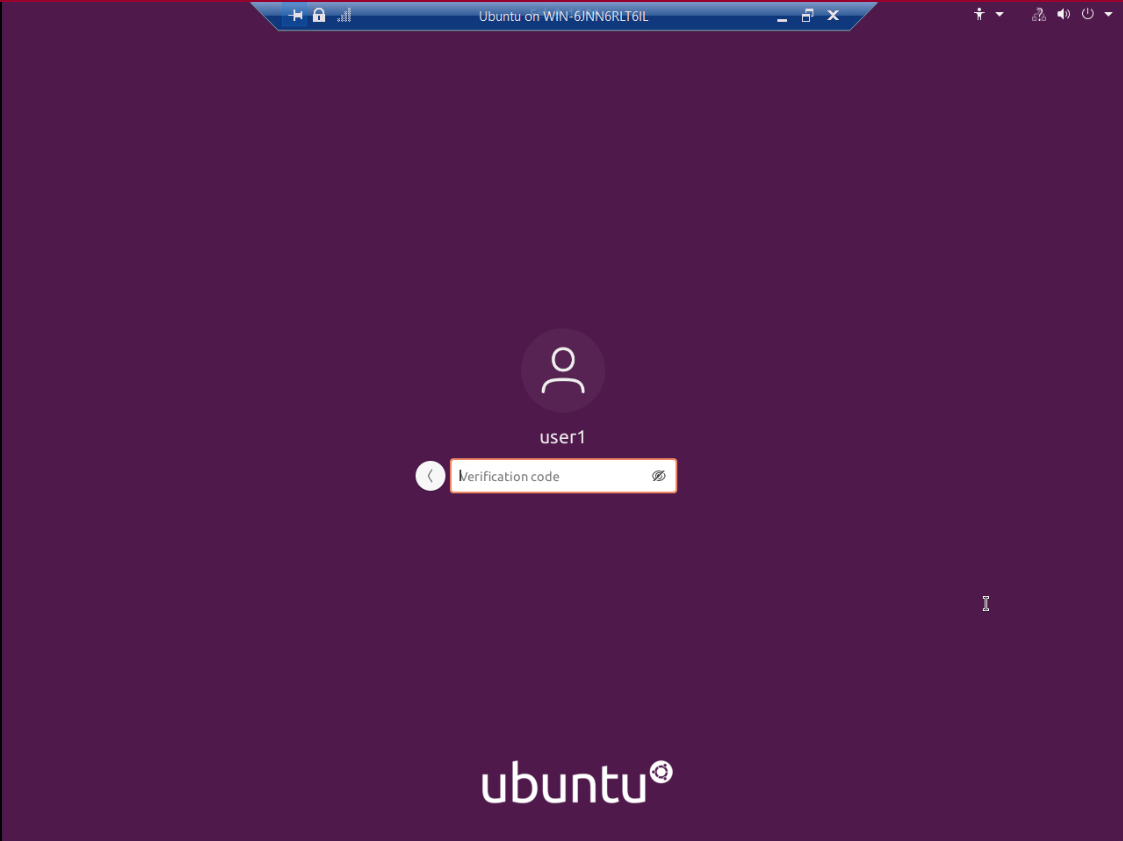 Ubuntu on WIN-6JNN6RLT6IL
user1
Verification code
ubuntu